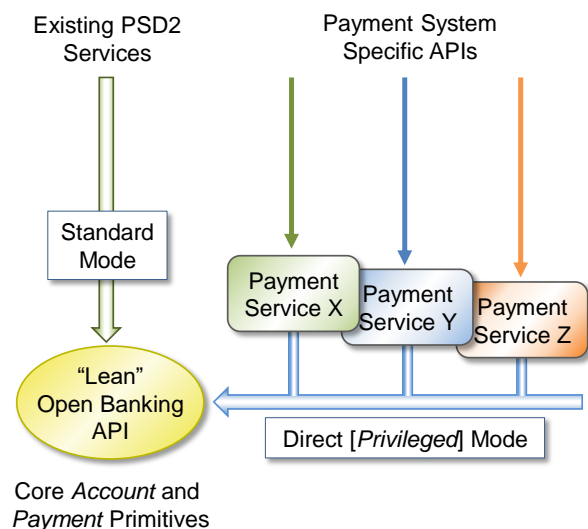 Existing PSD2
Services
Payment System
Specific APIs
Standard
Mode
Payment
Service X
Payment
Service Y
Payment
Service Z
“Lean”
Open Banking
API
Direct [Privileged] Mode
Core Account and
Payment Primitives